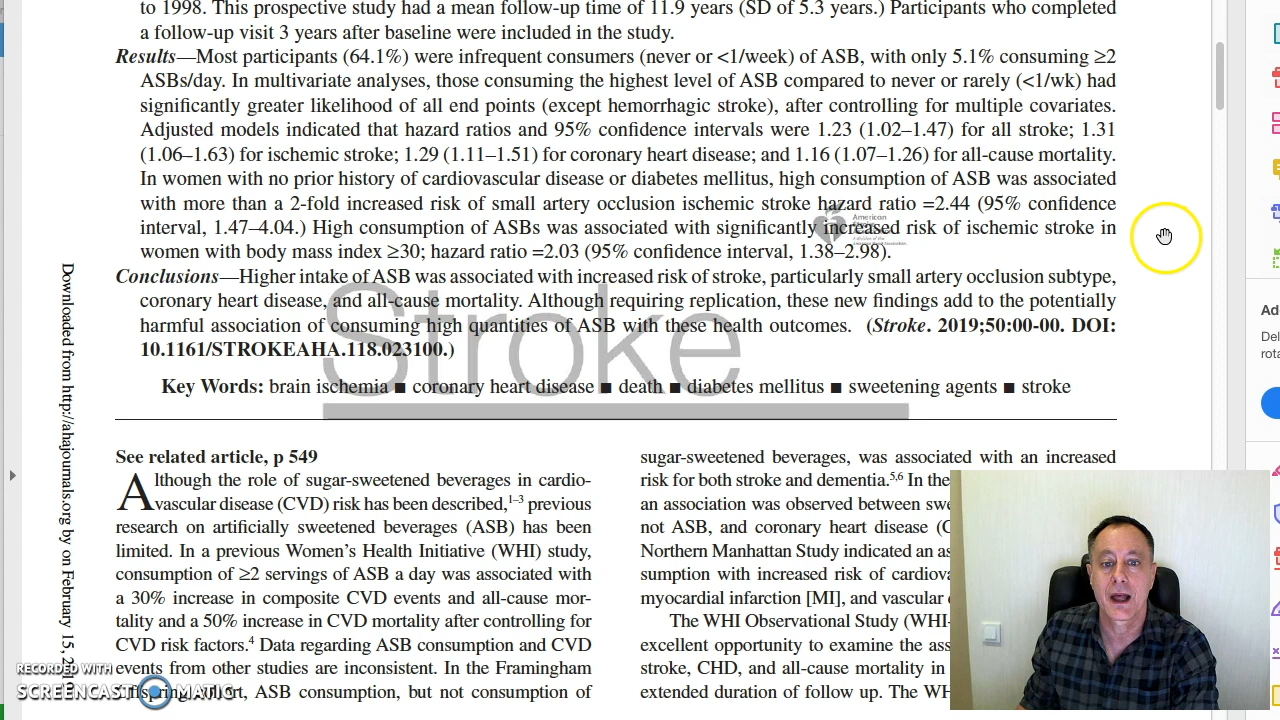 to 1998. This prospective study had a mean follow-up time of 11.9 years (SD of 5.3 years.) Participants who completed
a follow-up visit 3 years after baseline were included in the study.
Results—Most participants (64.1%) were infrequent consumers (never or <1/week) of ASB, with only 5.1% consuming ≥2
ASBs/day. In multivariate analyses, those consuming the highest level of ASB compared to never or rarely (<1/wk) had
significantly greater likelihood of all end points (except hemorrhagic stroke), after controlling for multiple covariates.
Adjusted models indicated that hazard ratios and 95% confidence intervals were 1.23 (1.02–1.47) for all stroke; 1.31
(1.06–1.63) for ischemic stroke; 1.29 (1.11–1.51) for coronary heart disease; and 1.16 (1.07–1.26) for all-cause mortality.
In women with no prior history of cardiovascular disease or diabetes mellitus, high consumption of ASB was associated
with more than a 2-fold increased risk of small artery occlusion ischemic stroke hazard ratio =2.44 (95% confidence
interval, 1.47–4.04.) High consumption of ASBs was associated with significantly increased risk of ischemic stroke in
women with body mass index ≥30; hazard ratio =2.03 (95% confidence interval, 1.38–2.98).
American
Conclusions—Higher intake of ASB was associated with increased risk of stroke, particularly small artery occlusion subtype,
coronary heart disease, and all-cause mortality. Although requiring replication, these new findings add to the potentially
harmful association of consuming high quantities of ASB with these health outcomes. (Stroke. 2019;50:00-00. DOI:
10.1161/STROKEAHA.118.023100.)
Stroke
Key Words: brain ischemia ■ coronary heart disease ■ death ■ diabetes mellitus ■ sweetening agents ■ stroke
See related article, p 549
Although the role of sugar-sweetened beverages in cardio-
vascular disease (CVD) risk has been described,1–3 previous
research on artificially sweetened beverages (ASB) has been
limited. In a previous Women's Health Initiative (WHI) study,
consumption of ≥2 servings of ASB a day was associated with
a 30% increase in composite CVD events and all-cause mor-
tality and a 50% increase in CVD mortality after controlling for
CVD risk factors.4 Data regarding ASB consumption and CVD
events from other studies are inconsistent. In the Framingham
Offspring cohort, ASB consumption, but not consumption of
sugar-sweetened beverages, was associated with an increased
risk for both stroke and dementia.5,6 In the
an association was observed between swe
not ASB, and coronary heart disease (C
Northern Manhattan Study indicated an as
sumption with increased risk of cardiova
myocardial infarction [MI], and vascular
The WHI Observational Study (WHI-
excellent opportunity to examine the ass
stroke, CHD, and all-cause mortality in
extended duration of follow up. The WH
Downloaded from http://ahajournals.org by on February 15, 2019
Ad
Del
rota
RECORDED WITH
SCREENCAST-O-MATIC